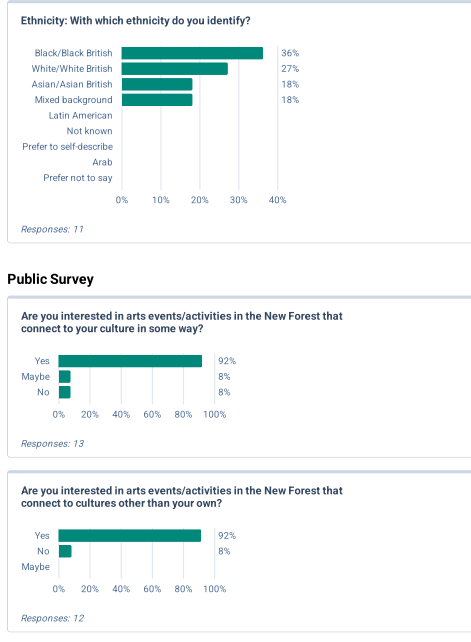 Ethnicity: With which ethnicity do you identify?
Black/Black British 36%
White/White British 27%
Asian/Asian British 18%
Mixed background 18%
Latin American
Not known
Prefer to self-describe
Arab
Prefer not to say
0% 10% 20% 30% 40%
Responses: 11
Public Survey
Are you interested in arts events/activities in the New Forest that
connect to your culture in some way?
Yes 92%
Maybe 8%
No 8%
0% 20% 40% 60% 80% 100%
Responses: 13
Are you interested in arts events/activities in the New Forest that
connect to cultures other than your own?
Yes 92%
No 8%
Maybe
0% 20% 40% 60% 80% 100%
Responses: 12